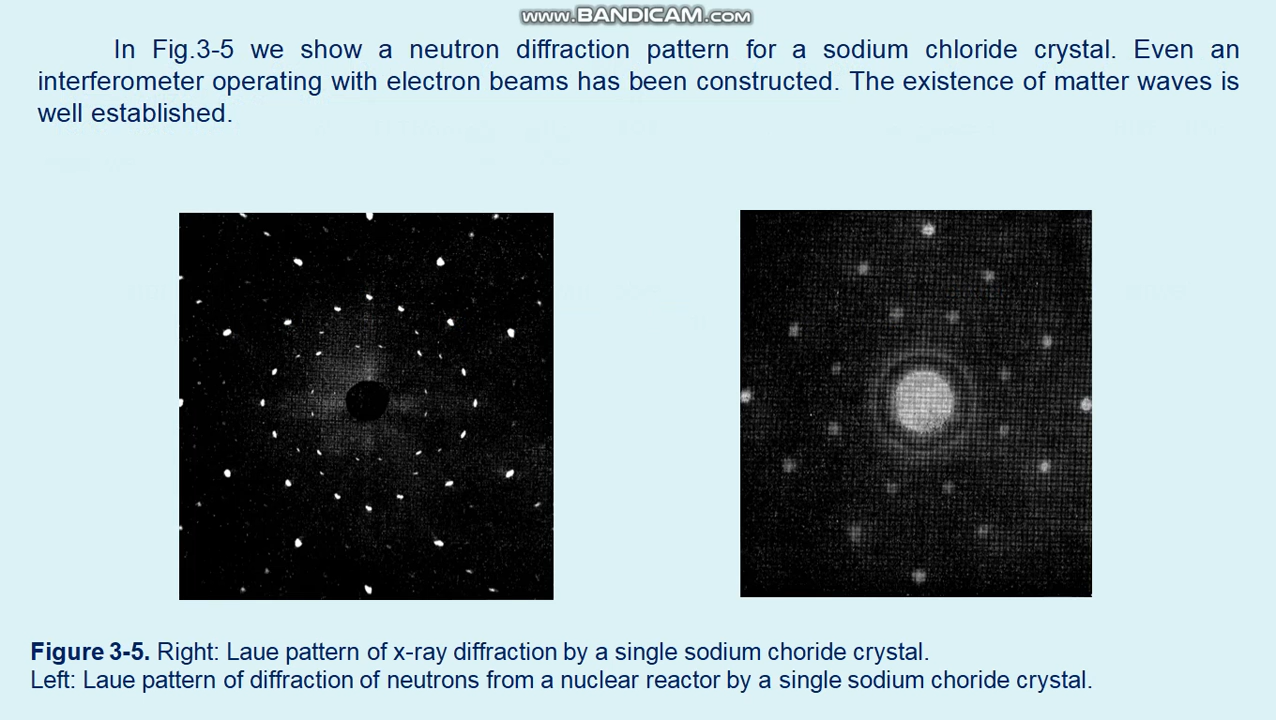 www.BANDICAM.com
In Fig.3-5 we show a neutron diffraction pattern for a sodium chloride crystal. Even an
interferometer operating with electron beams has been constructed. The existence of matter waves is
well established.
Figure 3-5. Right: Laue pattern of x-ray diffraction by a single sodium choride crystal.
Left: Laue pattern of diffraction of neutrons from a nuclear reactor by a single sodium choride crystal.